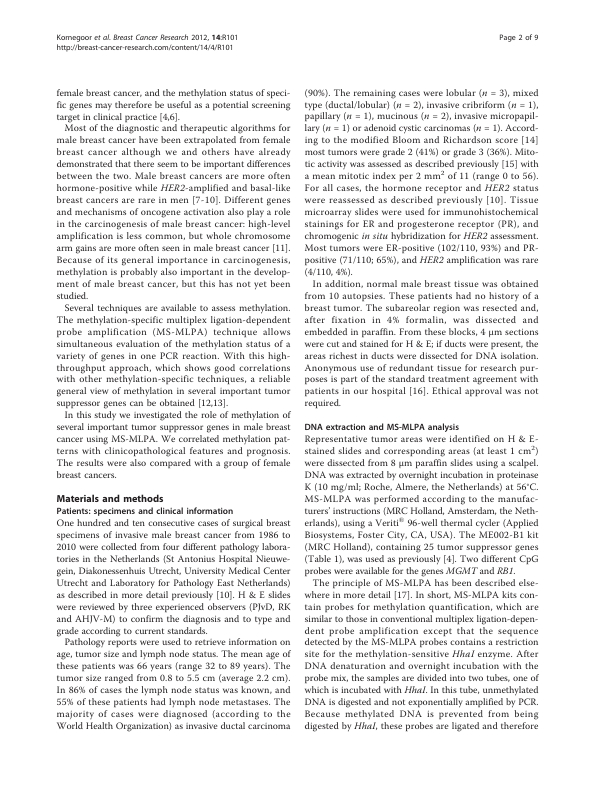 Kornegoor et al. Breast Cancer Research 2012, 14:R101
http://breast-cancer-research.com/content/14/4/R101
Page 2 of 9
female breast cancer, and the methylation status of speci-
fic genes may therefore be useful as a potential screening
target in clinical practice [4,6].
Most of the diagnostic and therapeutic algorithms for
male breast cancer have been extrapolated from female
breast cancer although we and others have already
demonstrated that there seem to be important differences
between the two. Male breast cancers are more often
hormone-positive while HER2-amplified and basal-like
breast cancers are rare in men [7-10]. Different genes
and mechanisms of oncogene activation also play a role
in the carcinogenesis of male breast cancer: high-level
amplification is less common, but whole chromosome
arm gains are more often seen in male breast cancer [11].
Because of its general importance in carcinogenesis,
methylation is probably also important in the develop-
ment of male breast cancer, but this has not yet been
studied.
Several techniques are available to assess methylation.
The methylation-specific multiplex ligation-dependent
probe amplification (MS-MLPA) technique allows
simultaneous evaluation of the methylation status of a
variety of genes in one PCR reaction. With this high-
throughput approach, which shows good correlations
with other methylation-specific techniques, a reliable
general view of methylation in several important tumor
suppressor genes can be obtained [12,13].
In this study we investigated the role of methylation of
several important tumor suppressor genes in male breast
cancer using MS-MLPA. We correlated methylation pat-
terns with clinicopathological features and prognosis.
The results were also compared with a group of female
breast cancers.
Materials and methods
Patients: specimens and clinical information
One hundred and ten consecutive cases of surgical breast
specimens of invasive male breast cancer from 1986 to
2010 were collected from four different pathology labora-
tories in the Netherlands (St Antonius Hospital Nieuwe-
gein, Diakonessenhuis Utrecht, University Medical Center
Utrecht and Laboratory for Pathology East Netherlands)
as described in more detail previously [10]. H & E slides
were reviewed by three experienced observers (PJvD, RK
and AHJV-M) to confirm the diagnosis and to type and
grade according to current standards.
Pathology reports were used to retrieve information on
age, tumor size and lymph node status. The mean age of
these patients was 66 years (range 32 to 89 years). The
tumor size ranged from 0.8 to 5.5 cm (average 2.2 cm).
In 86% of cases the lymph node status was known, and
55% of these patients had lymph node metastases. The
majority of cases were diagnosed (according to the
World Health Organization) as invasive ductal carcinoma
(90%). The remaining cases were lobular (n = 3), mixed
type (ductal/lobular) (n = 2), invasive cribriform (n = 1),
papillary (n = 1), mucinous (n = 2), invasive micropapil-
lary (n = 1) or adenoid cystic carcinomas (n = 1). Accord-
ing to the modified Bloom and Richardson score [14]
most tumors were grade 2 (41%) or grade 3 (36%). Mito-
tic activity was assessed as described previously [15] with
a mean mitotic index per 2 mm² of 11 (range 0 to 56).
For all cases, the hormone receptor and HER2 status
were reassessed as described previously [10]. Tissue
microarray slides were used for immunohistochemical
stainings for ER and progesterone receptor (PR), and
chromogenic in situ hybridization for HER2 assessment.
Most tumors were ER-positive (102/110, 93%) and PR-
positive (71/110; 65%), and HER2 amplification was rare
(4/110, 4%).
In addition, normal male breast tissue was obtained
from 10 autopsies. These patients had no history of a
breast tumor. The subareolar region was resected and,
after fixation in 4% formalin, was dissected and
embedded in paraffin. From these blocks, 4 μm sections
were cut and stained for H & E; if ducts were present, the
areas richest in ducts were dissected for DNA isolation.
Anonymous use of redundant tissue for research pur-
poses is part of the standard treatment agreement with
patients in our hospital [16]. Ethical approval was not
required.
DNA extraction and MS-MLPA analysis
Representative tumor areas were identified on H & E-
stained slides and corresponding areas (at least 1 cm²)
were dissected from 8 μm paraffin slides using a scalpel.
DNA was extracted by overnight incubation in proteinase
K (10 mg/ml; Roche, Almere, the Netherlands) at 56°C.
MS-MLPA was performed according to the manufac-
turers' instructions (MRC Holland, Amsterdam, the Neth-
erlands), using a Veriti® 96-well thermal cycler (Applied
Biosystems, Foster City, CA, USA). The ME002-B1 kit
(MRC Holland), containing 25 tumor suppressor genes
(Table 1), was used as previously [4]. Two different CpG
probes were available for the genes MGMT and RB1.
The principle of MS-MLPA has been described else-
where in more detail [17]. In short, MS-MLPA kits con-
tain probes for methylation quantification, which are
similar to those in conventional multiplex ligation-depen-
dent probe amplification except that the sequence
detected by the MS-MLPA probes contains a restriction
site for the methylation-sensitive HhaI enzyme. After
DNA denaturation and overnight incubation with the
probe mix, the samples are divided into two tubes, one of
which is incubated with HhaI. In this tube, unmethylated
DNA is digested and not exponentially amplified by PCR.
Because methylated DNA is prevented from being
digested by HhaI, these probes are ligated and therefore